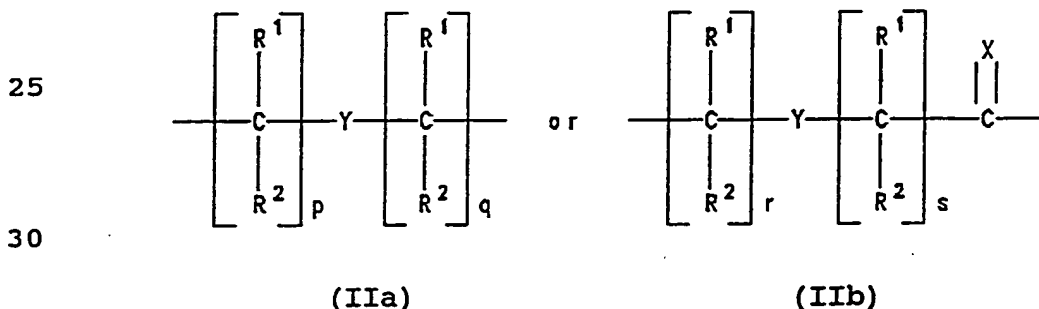 R1 R1 R1 R1 X
25
C Y C or C Y C C
R2 p R2 q R2 r R2 s
30
(IIa) (IIb)